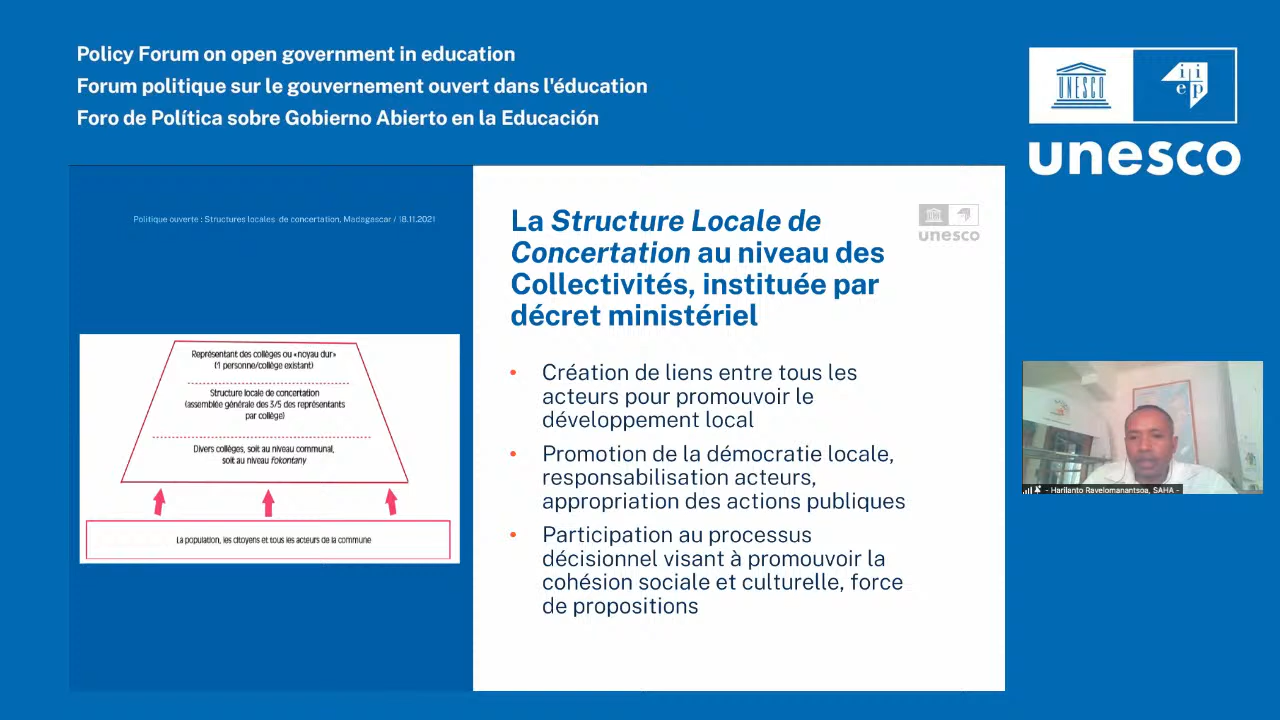 Policy Forum on open government in education
Forum politique sur le gouvernement ouvert dans l'éducation
Foro de Política sobre Gobierno Abierto en la Educación
UNESCO
i i
e p
unesco
Politique ouverte : Structures locales de concertation, Madagascar / 18.11.2021
Représentant des collèges ou «noyau dur»
(1 personne/collège existant)
Structure locale de concertation
(assemblée générale des 3/5 des représentants
par collège)
Divers collèges, soit au niveau communal,
soit au niveau Fokontany
La population, les citoyens et tous les acteurs de la commune
La Structure Locale de
Concertation au niveau des
Collectivités, instituée par
décret ministériel
unesco
• Création de liens entre tous les
acteurs pour promouvoir le
développement local
• Promotion de la démocratie locale,
responsabilisation acteurs,
appropriation des actions publiques
• Participation au processus
décisionnel visant à promouvoir la
cohésion sociale et culturelle, force
de propositions
- Harilanto Ravelomanantsoa, SAHA -